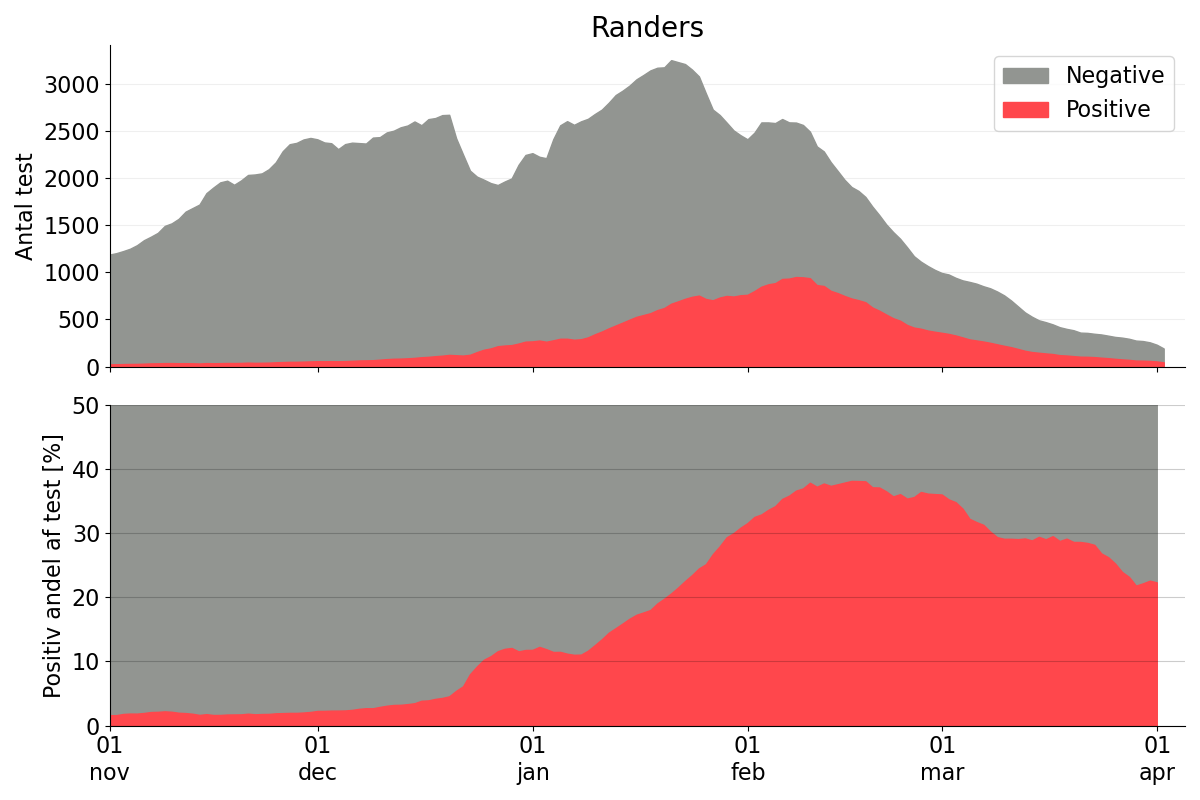 Randers
Antal test
3000
2500
2000
1500
1000
500
0
Negative
Positive
Positiv andel af test [%]
50
40
30
20
10
0
01 01 01 01 01 01
nov dec jan feb mar apr